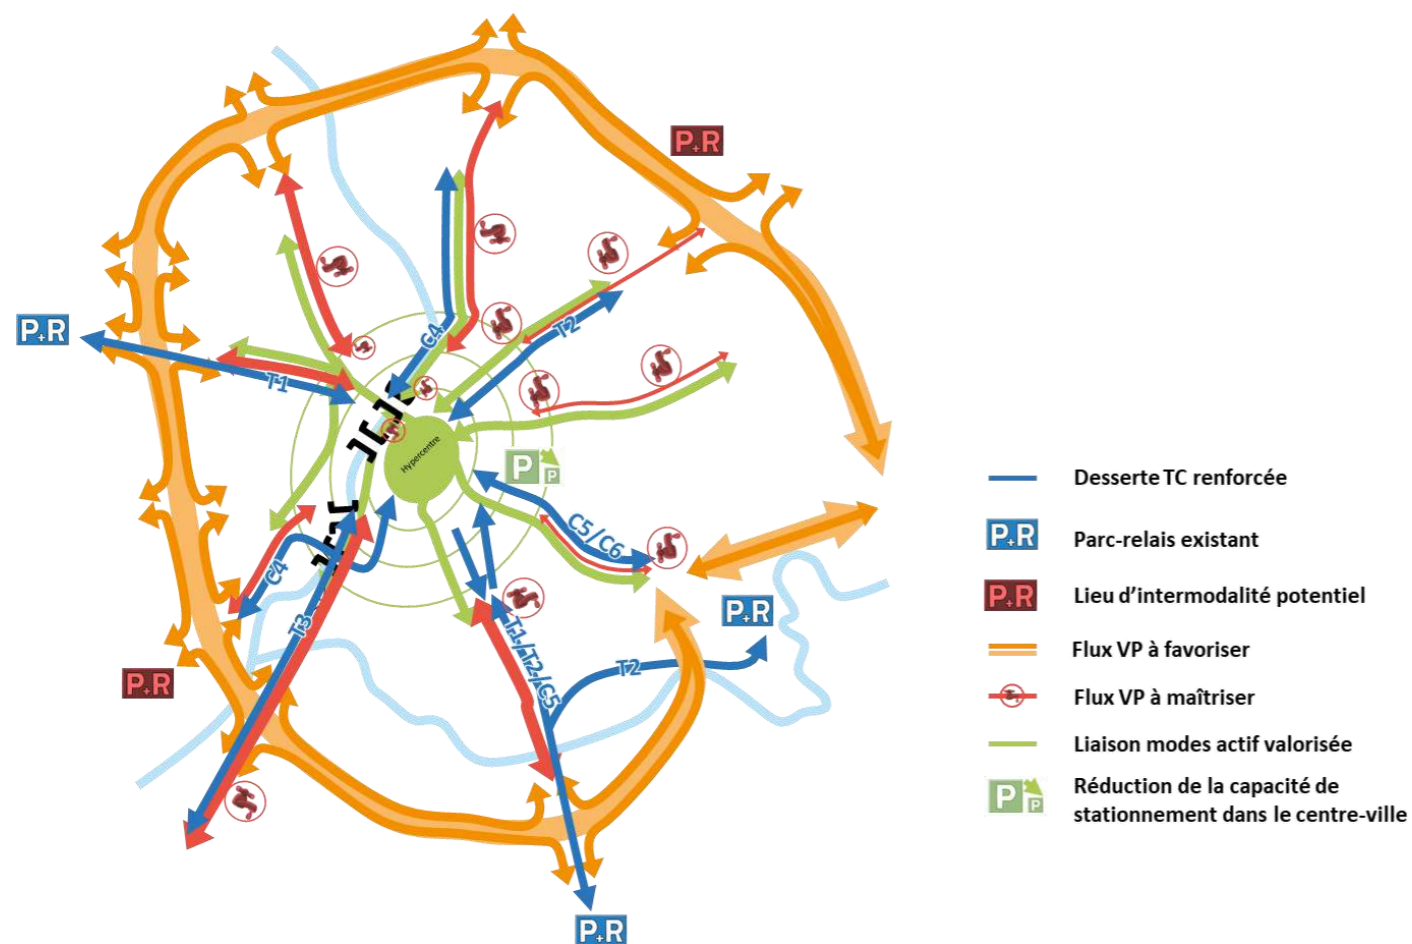 P+R
P+R
C4
T2
T1
Hypercentre
P
P
C5/C6
C4
T3
T1/T2/C5
T2
P+R
P+R
P+R
Desserte TC renforcée
P+R
Parc-relais existant
P+R
Lieu d'intermodalité potentiel
Flux VP à favoriser
Flux VP à maîtriser
Liaison modes actif valorisée
P
P
Réduction de la capacité de
stationnement dans le centre-ville